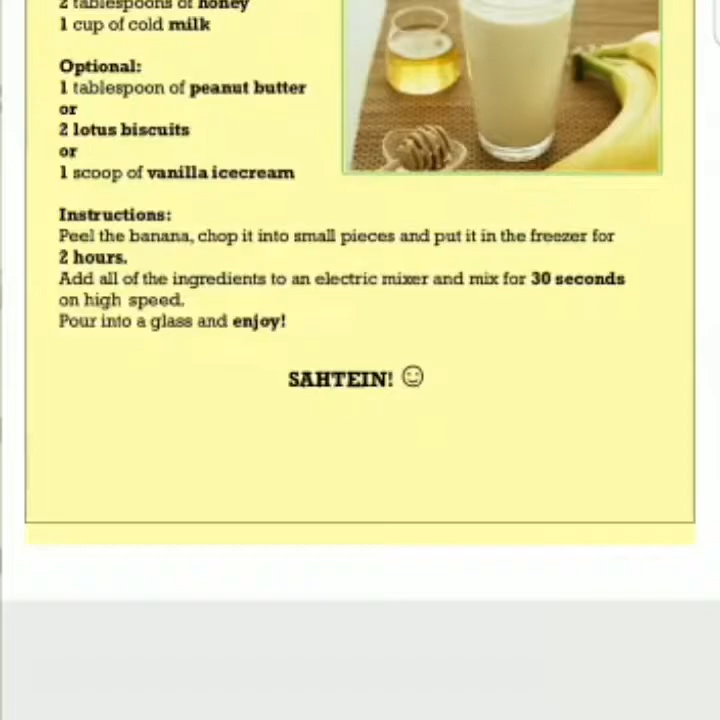 2 tablespoons of honey
1 cup of cold milk
Optional:
1 tablespoon of peanut butter
or
2 lotus biscuits
or
1 scoop of vanilla icecream
Instructions:
Peel the banana, chop it into small pieces and put it in the freezer for
2 hours.
Add all of the ingredients to an electric mixer and mix for 30 seconds
on high speed.
Pour into a glass and enjoy!
SAHTEIN! ☺